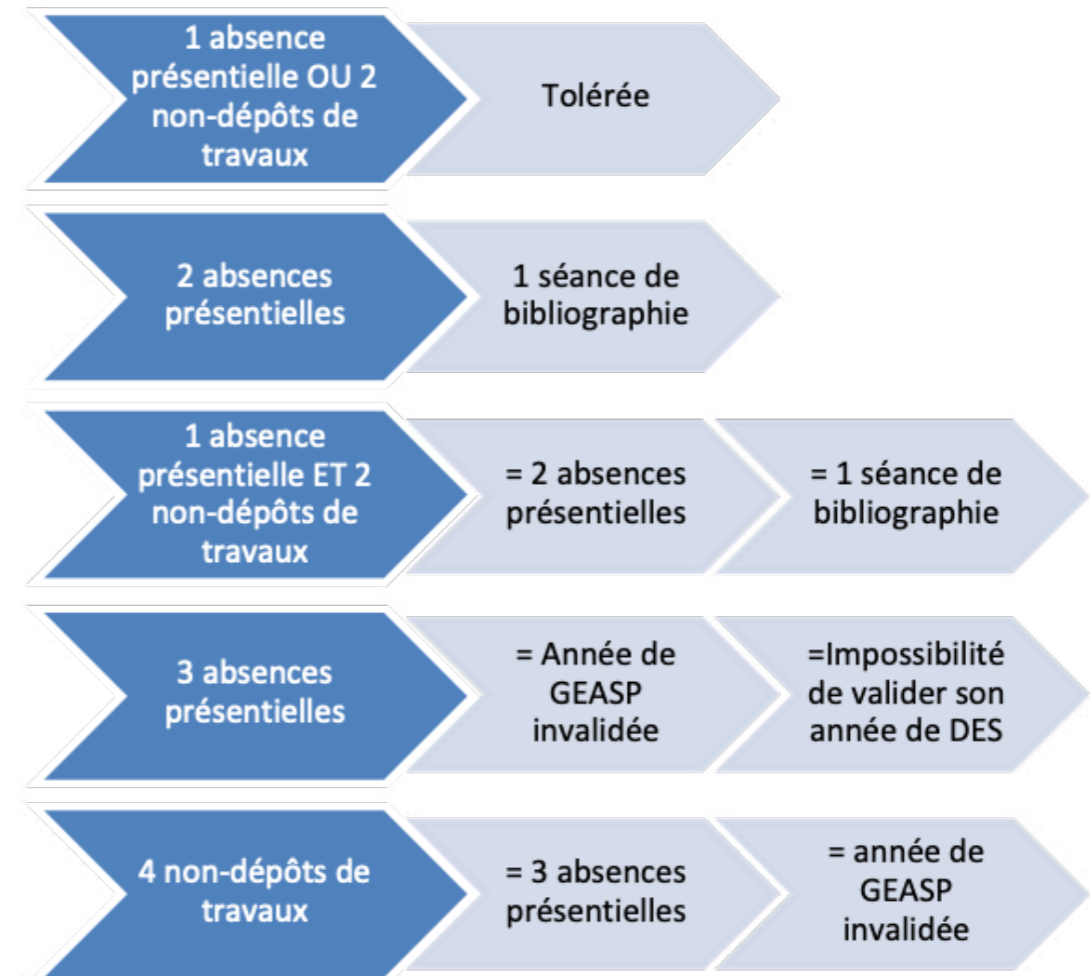 1 absence
présentielle OU 2
non-dépôts de
travaux
Tolérée
2 absences
présentielles
1 séance de
bibliographie
1 absence
présentielle ET 2
non-dépôts de
travaux
= 2 absences
présentielles
= 1 séance de
bibliographie
3 absences
présentielles
= Année de
GEASP
invalidée
=Impossibilité
de valider son
année de DES
4 non-dépôts de
travaux
= 3 absences
présentielles
= année de
GEASP
invalidée